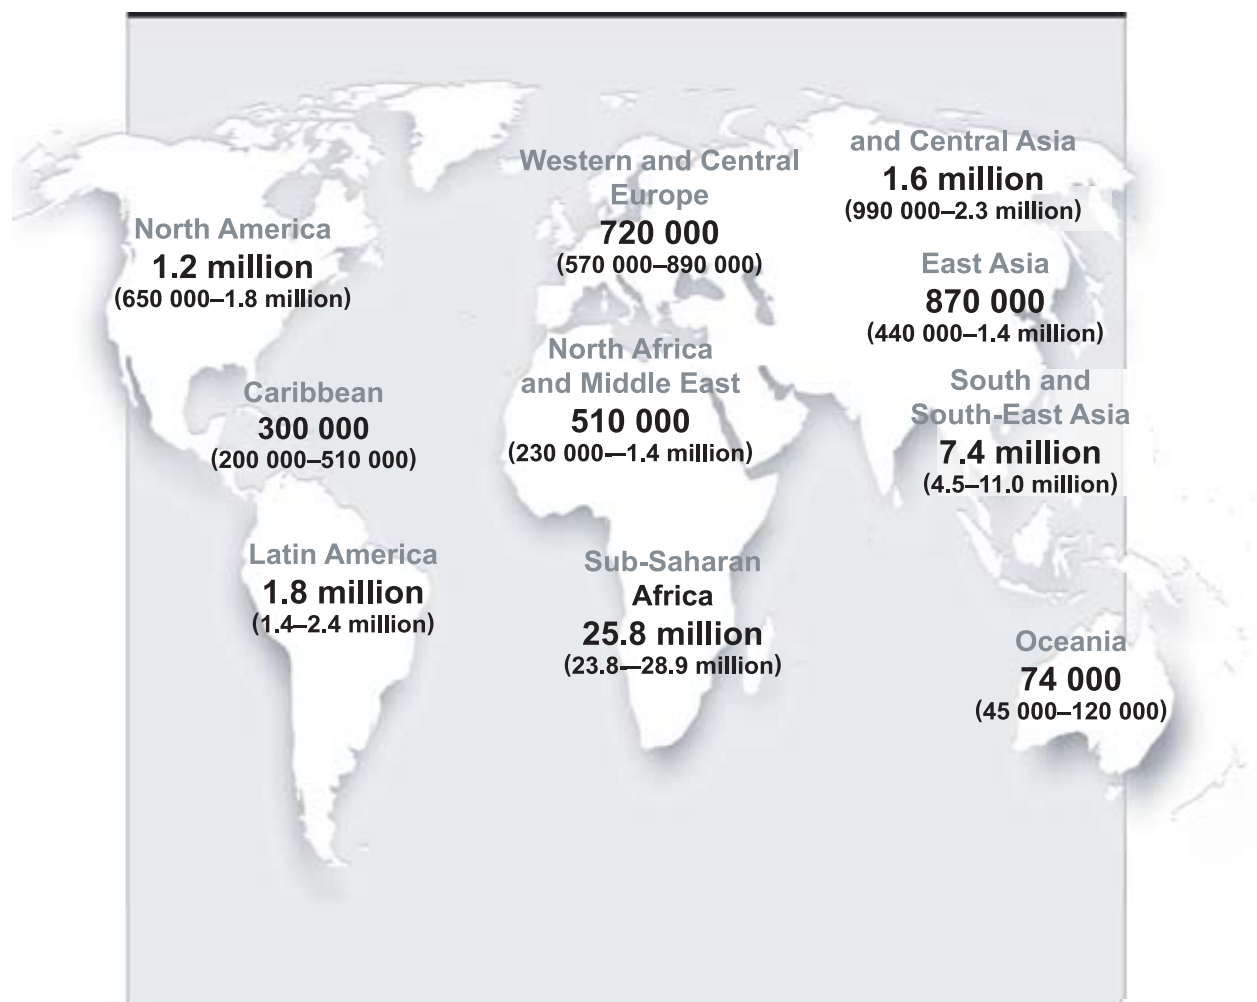 Western and Central
Europe
720 000
(570 000–890 000)
and Central Asia
1.6 million
(990 000–2.3 million)
North America
1.2 million
(650 000–1.8 million)
East Asia
870 000
(440 000–1.4 million)
North Africa
and Middle East
510 000
(230 000—1.4 million)
Caribbean
300 000
(200 000–510 000)
South and
South-East Asia
7.4 million
(4.5–11.0 million)
Latin America
1.8 million
(1.4–2.4 million)
Sub-Saharan
Africa
25.8 million
(23.8—28.9 million)
Oceania
74 000
(45 000–120 000)